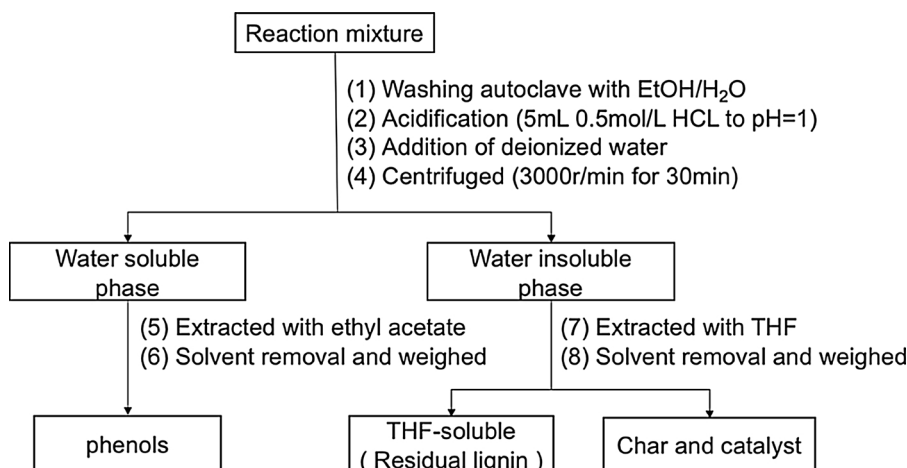 Reaction mixture
(1) Washing autoclave with EtOH/H₂O
(2) Acidification (5mL 0.5mol/L HCL to pH=1)
(3) Addition of deionized water
(4) Centrifuged (3000r/min for 30min)
Water soluble
phase
Water insoluble
phase
(5) Extracted with ethyl acetate
(6) Solvent removal and weighed
(7) Extracted with THF
(8) Solvent removal and weighed
phenols
THF-soluble
( Residual lignin )
Char and catalyst